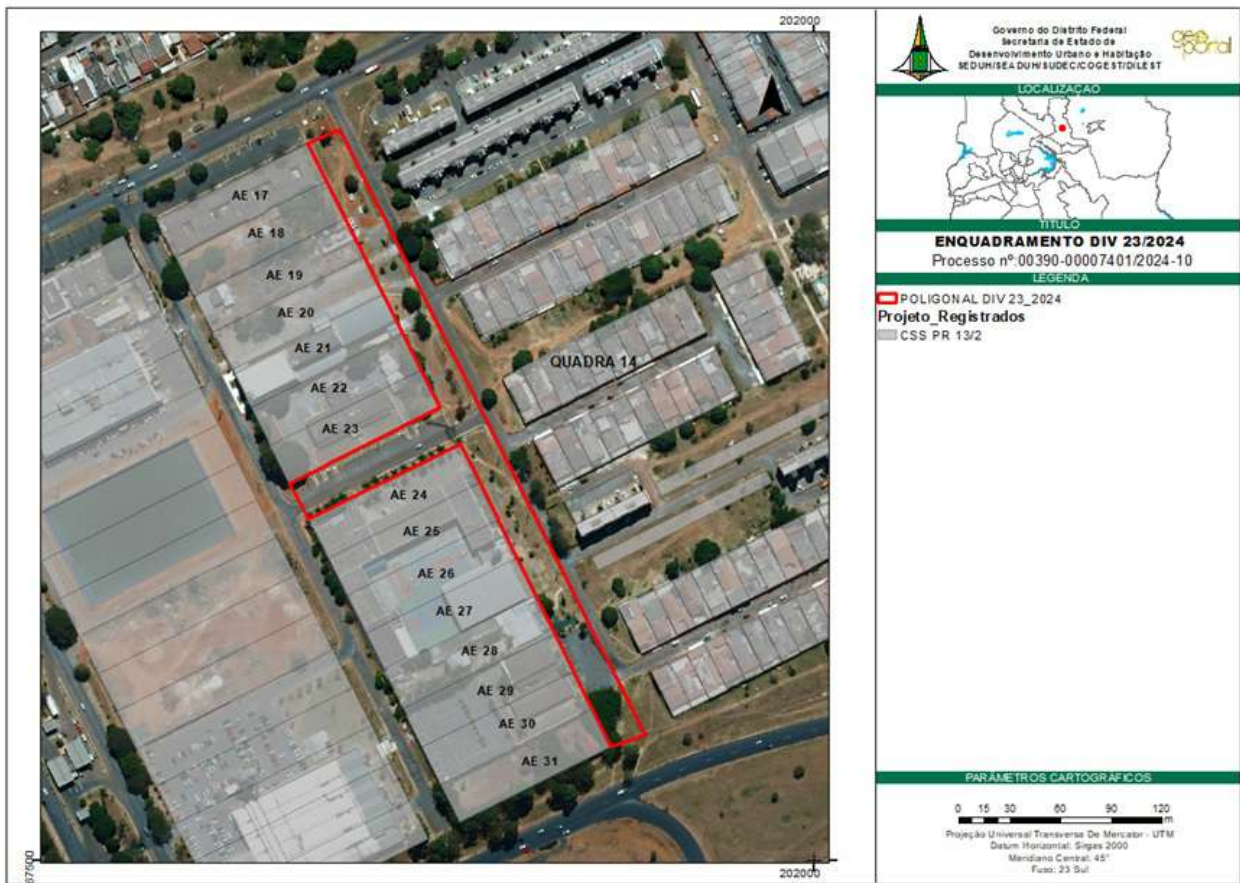 202000
AE 17
AE 18
AE 19
AE 20
AE 21
AE 22
AE 23
QUADRA 14
AE 24
AE 25
AE 26
AE 27
AE 28
AE 29
AE 30
AE 31
67500
202000
Governo do Distrito Federal
Secretaria de Estado de
Desenvolvimento Urbano e Habitação
SEDUH/SEADUH/SUDEC/COGEST/DILEST
geo
portal
LOCALIZAÇÃO
TITULO
ENQUADRAMENTO DIV 23/2024
Processo nº:00390-00007401/2024-10
LEGENDA
POLIGONAL DIV 23_2024
Projeto_Registrados
CSS PR 13/2
PARÂMETROS CARTOGRÁFICOS
0 15 30 60 90 120
m
Projeção Universal Transversa De Mercator - UTM
Datum Horizontal: Sirgas 2000
Meridiano Central: 45°
Fuso: 23 Sul